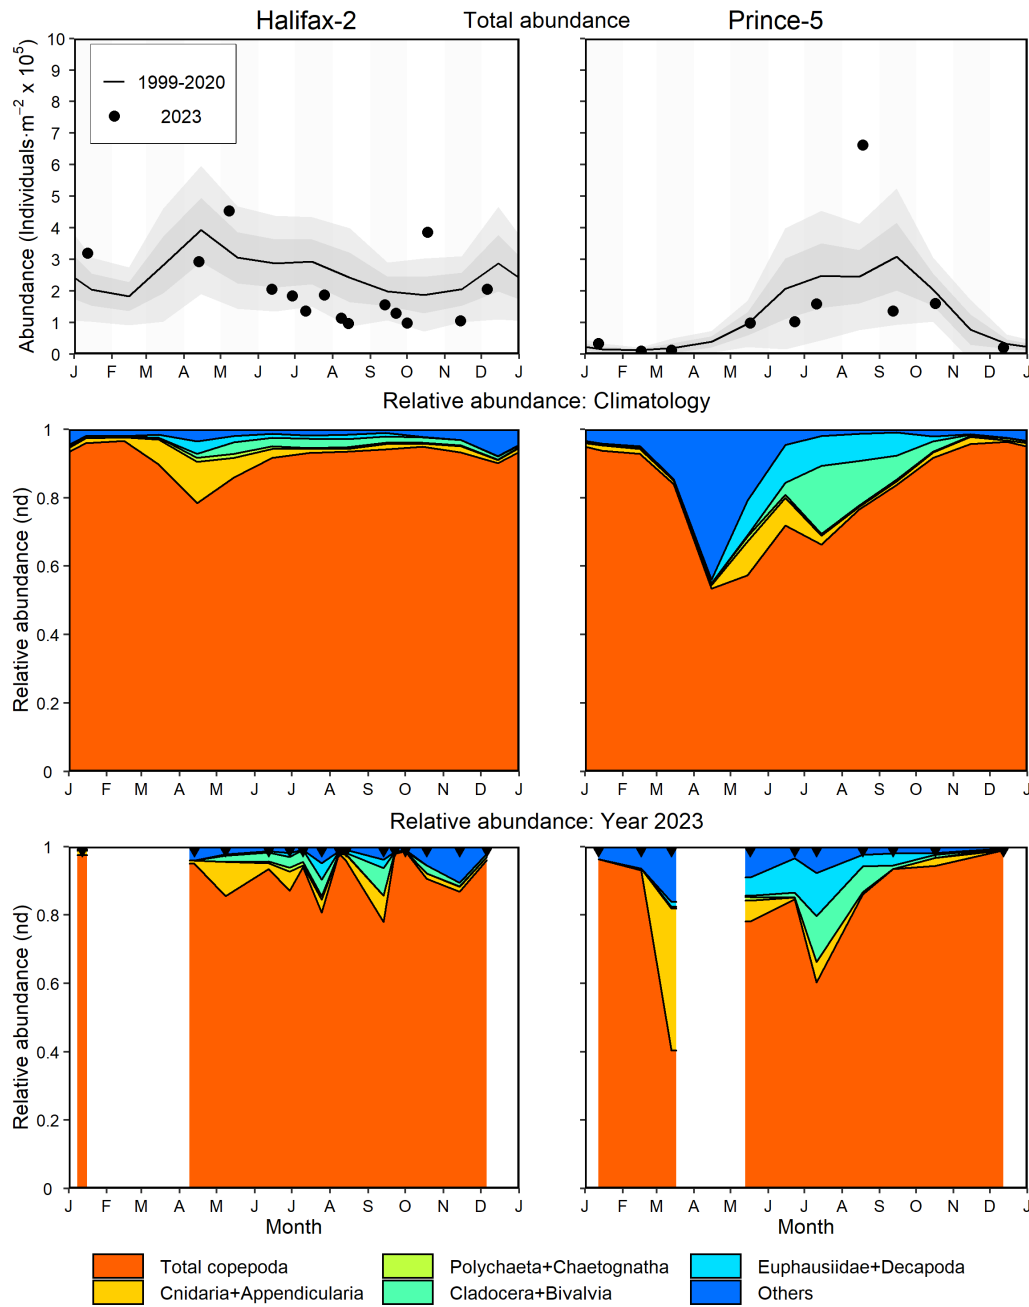 Halifax-2 Total abundance Prince-5
Abundance (Individuals·m⁻² x 10⁵)
10
9
8
7
6
5
4
3
2
1
0
1999-2020
2023
J F M A M J J A S O N D J
J F M A M J J A S O N D J
Relative abundance: Climatology
Relative abundance (nd)
1
0.8
0.6
0.4
0.2
0
J F M A M J J A S O N D J
J F M A M J J A S O N D J
Relative abundance (nd)
Relative abundance: Year 2023
Relative abundance (nd)
1
0.8
0.6
0.4
0.2
0
J F M A M J J A S O N D J
J F M A M J J A S O N D J
Month Month
Total copepoda
Polychaeta+Chaetognatha
Euphausiidae+Decapoda
Cnidaria+Appendicularia
Cladocera+Bivalvia
Others